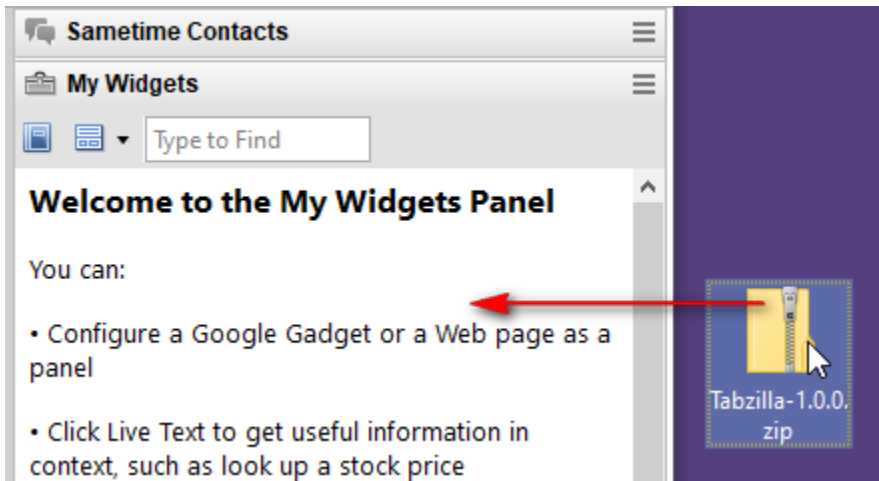 Sametime Contacts
My Widgets
Type to Find
Welcome to the My Widgets Panel
You can:
• Configure a Google Gadget or a Web page as a
panel
• Click Live Text to get useful information in
context, such as look up a stock price
Tabzilla-1.0.0.
zip